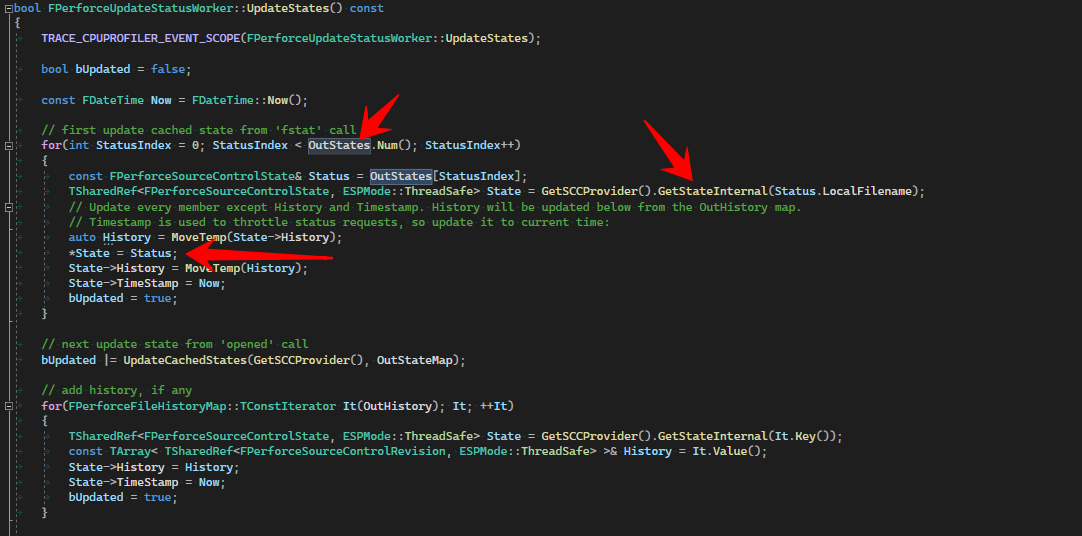 bool FPerforceUpdateStatusWorker::UpdateStates() const
{
TRACE_CPUPROFILER_EVENT_SCOPE(FPerforceUpdateStatusWorker::UpdateStates);
bool bUpdated = false;
const FDateTime Now = FDateTime::Now();
// first update cached state from 'fstat' call
for(int StatusIndex = 0; StatusIndex < OutStates.Num(); StatusIndex++)
{
const FPerforceSourceControlState& Status = OutStates[StatusIndex];
TSharedRef<FPerforceSourceControlState, ESPMode::ThreadSafe> State = GetSCCProvider().GetStateInternal(Status.LocalFilename);
// Update every member except History and Timestamp. History will be updated below from the OutHistory map.
// Timestamp is used to throttle status requests, so update it to current time:
auto History = MoveTemp(State->History);
*State = Status;
State->History = MoveTemp(History);
State->TimeStamp = Now;
bUpdated = true;
}
// next update state from 'opened' call
bUpdated |= UpdateCachedStates(GetSCCProvider(), OutStateMap);
// add history, if any
for(FPerforceFileHistoryMap::TConstIterator It(OutHistory); It; ++It)
{
TSharedRef<FPerforceSourceControlState, ESPMode::ThreadSafe> State = GetSCCProvider().GetStateInternal(It.Key());
const TArray< TSharedRef<FPerforceSourceControlRevision, ESPMode::ThreadSafe> >& History = It.Value();
State->History = History;
State->TimeStamp = Now;
bUpdated = true;
}